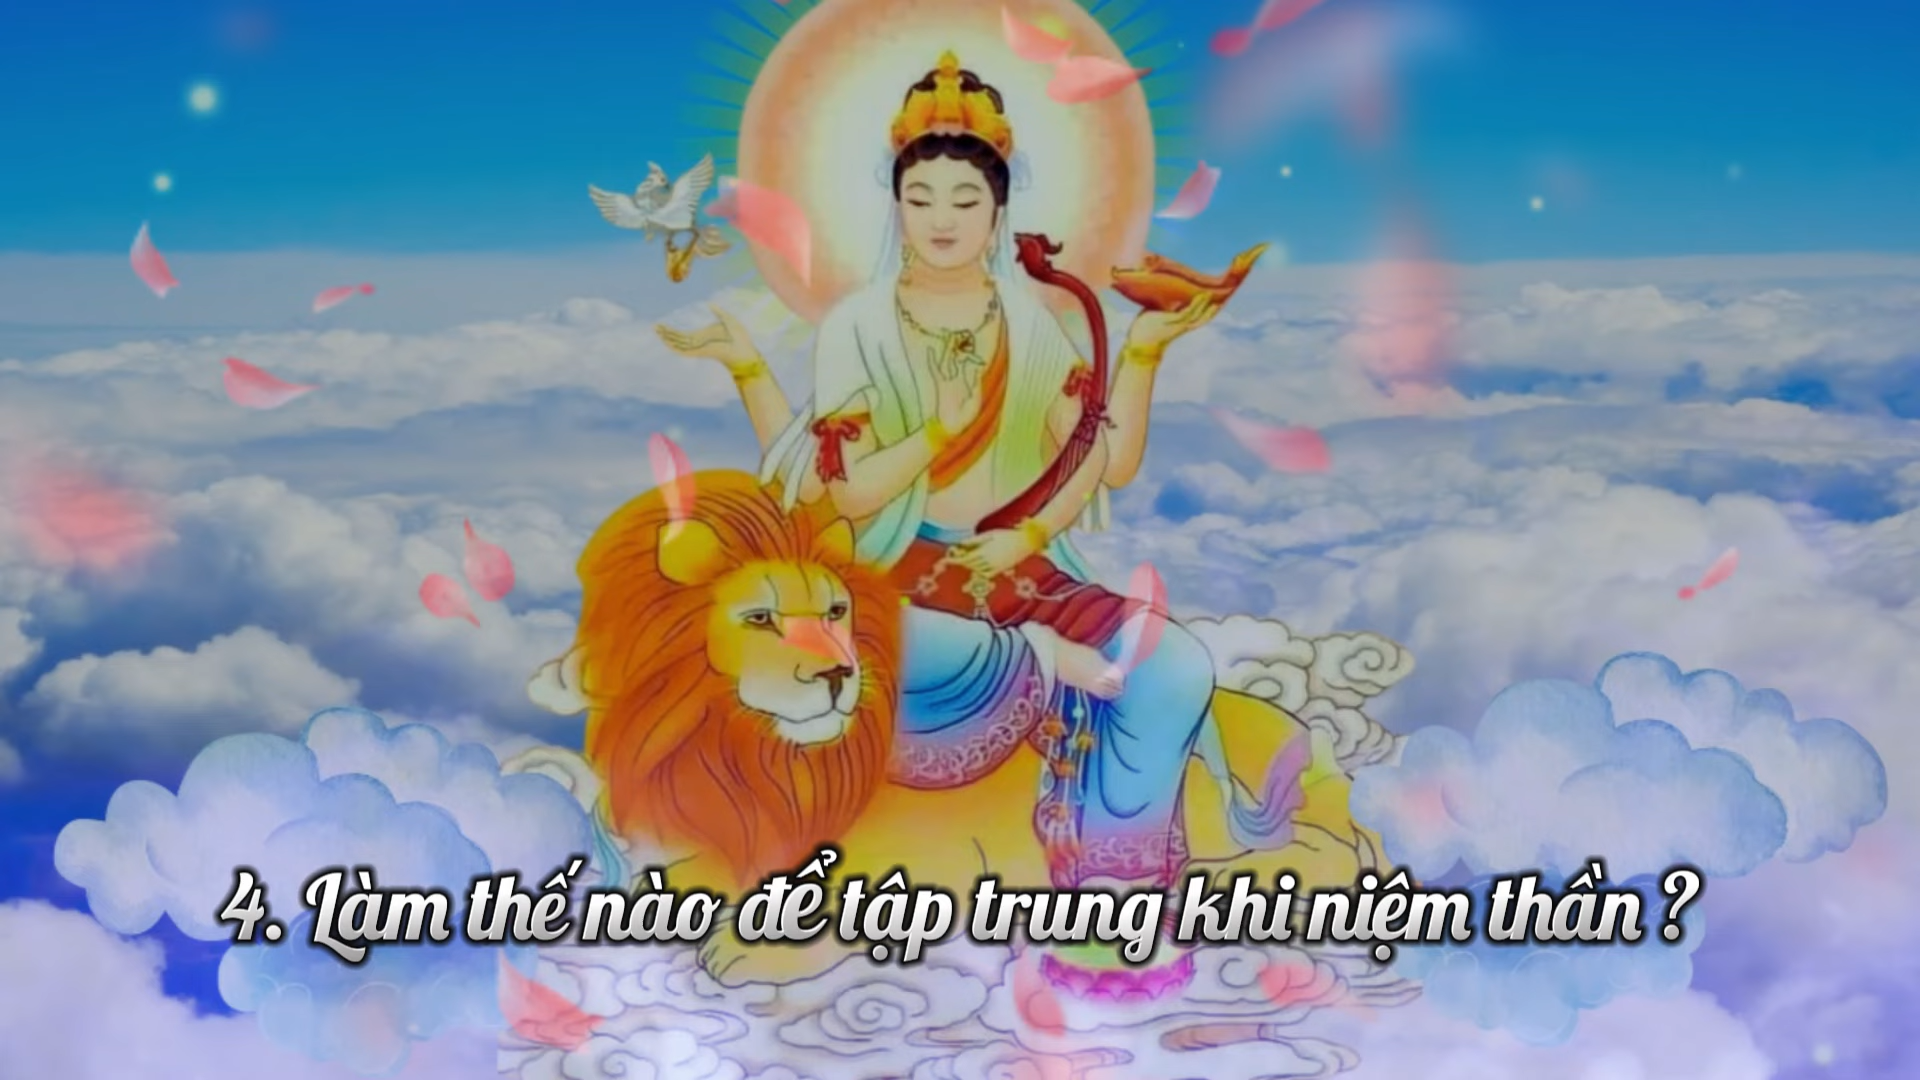 4. Làm thế nào để tập trung khi niệm thần ?